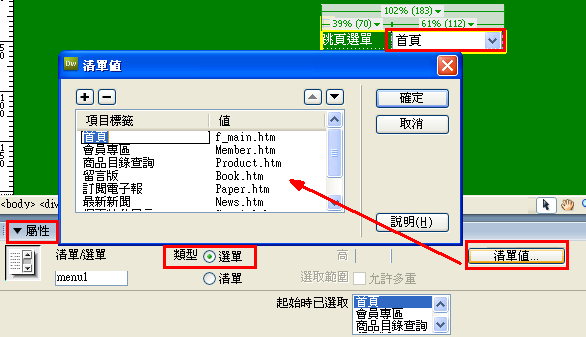 102% (183)
39% (70) 61% (112)
跳頁選單 首頁
50
100
150
Dw 清單值
項目標籤 值
首頁 f_main.htm
會員專區 Member.htm
商品目錄查詢 Product.htm
留言版 Book.htm
訂閱電子報 Paper.htm
最新新聞 News.htm
確定
取消
說明(H)
<body> <div
屬性
清單/選單 類型 選單 高 清單值...
menu1 清單 選取範圍 允許多重
起始時已選取 首頁
會員專區
商品目錄查詢